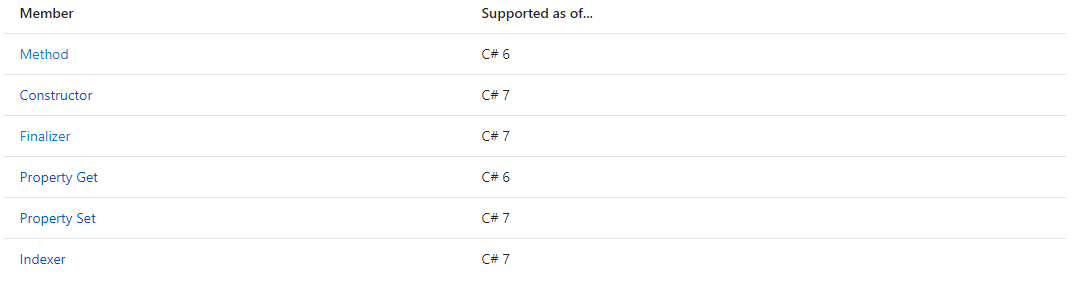 Member Supported as of...
Method C# 6
Constructor C# 7
Finalizer C# 7
Property Get C# 6
Property Set C# 7
Indexer C# 7